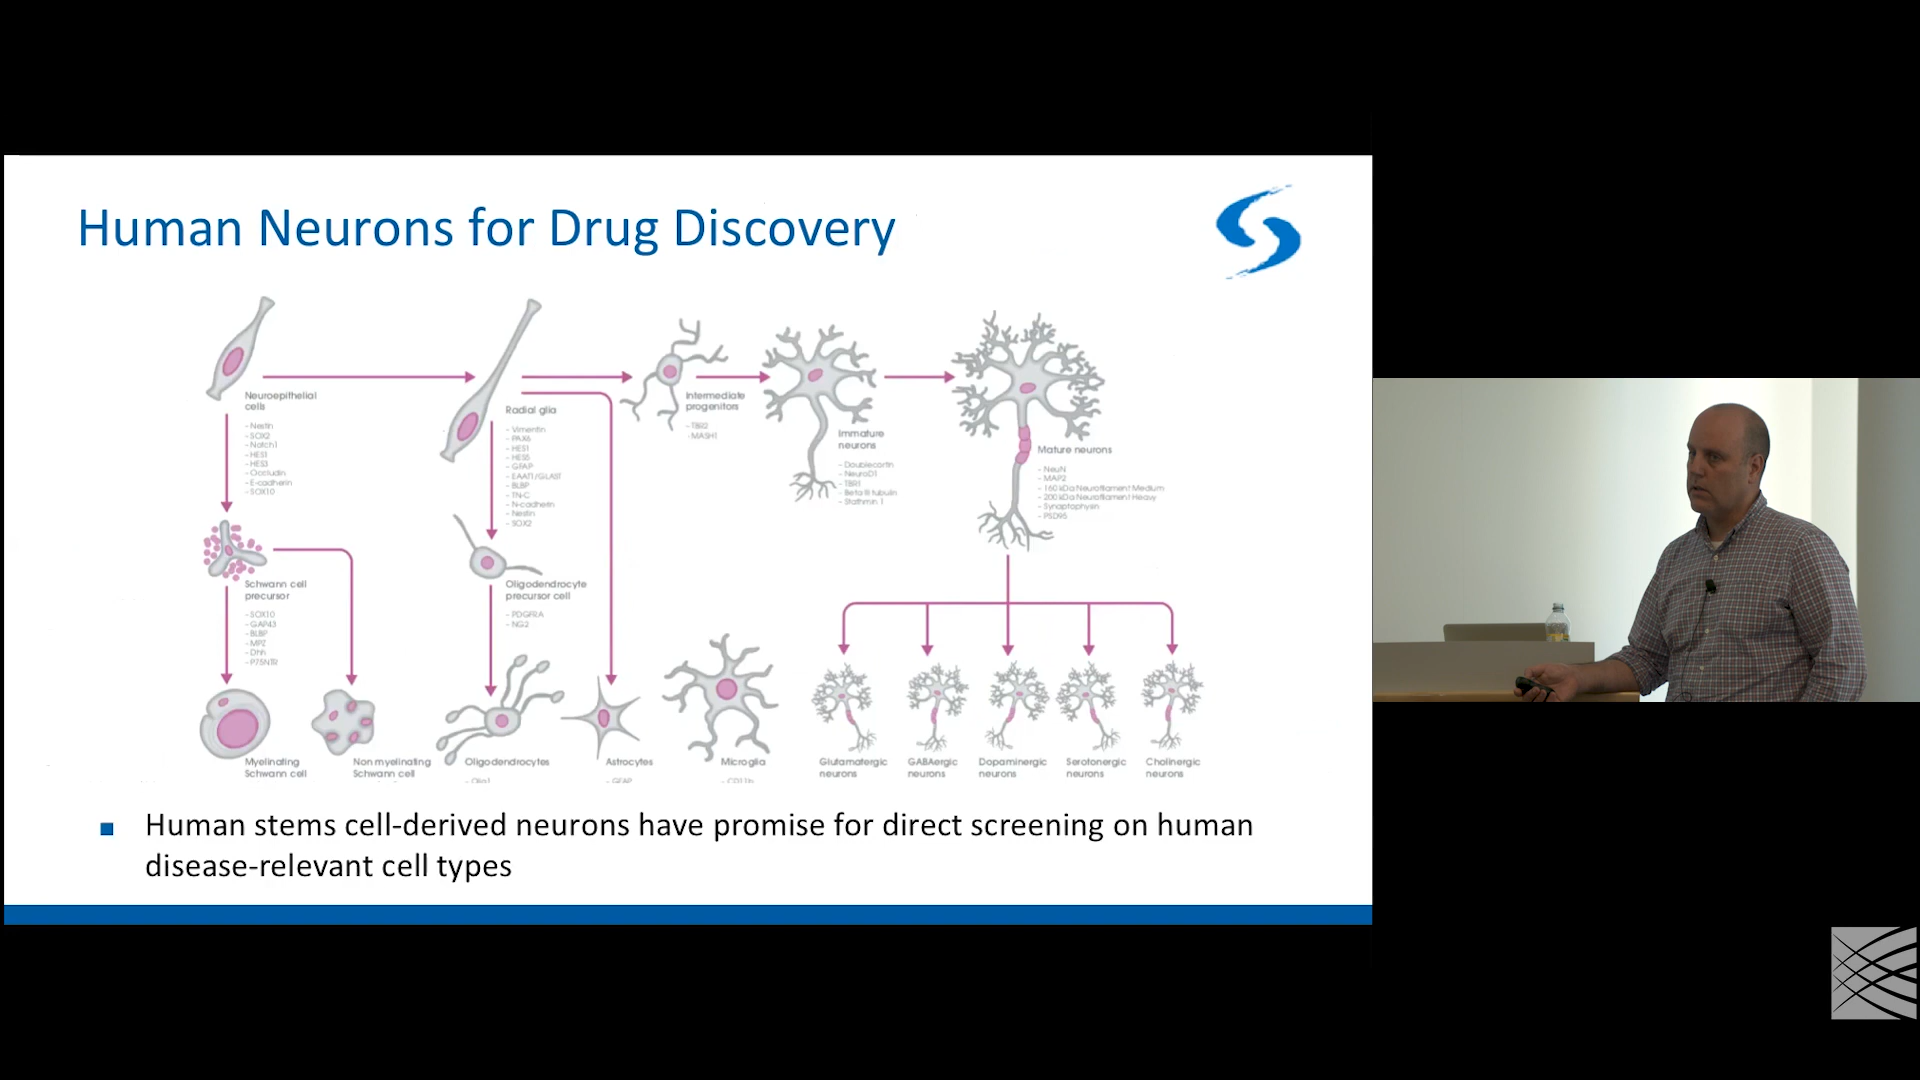 Human Neurons for Drug Discovery
Neuroepithelial
cells
- Nestin
- SOX2
- Notch1
- HES1
- HES3
- Occludin
- E-cadherin
- SOX10
Radial glia
- Vimentin
- PAX6
- HES1
- HES5
- GFAP
- EAAT1/GLAST
- BLBP
- TN-C
- N-cadherin
- Nestin
- SOX2
Intermediate
progenitors
- TBR2
- MASH1
Immature
neurons
- Doublecortin
- NeuroD1
- TBR1
- Beta III tubulin
- Stathmin 1
Mature neurons
- NeuN
- MAP2
- 160 kDa Neurofilament Medium
- 200 kDa Neurofilament Heavy
- Synaptophysin
- PSD95
Schwann cell
precursor
- SOX10
- GAP43
- BLBP
- MPZ
- Dhh
- P75NTR
Oligodendrocyte
precursor cell
- PDGFRA
- NG2
Myelinating
Schwann cell
Non myelinating
Schwann cell
Oligodendrocytes
- Olig1
Astrocytes
- GFAP
Microglia
- CD11b
Glutamatergic
neurons
GABAergic
neurons
Dopaminergic
neurons
Serotonergic
neurons
Cholinergic
neurons
Human stems cell-derived neurons have promise for direct screening on human
disease-relevant cell types